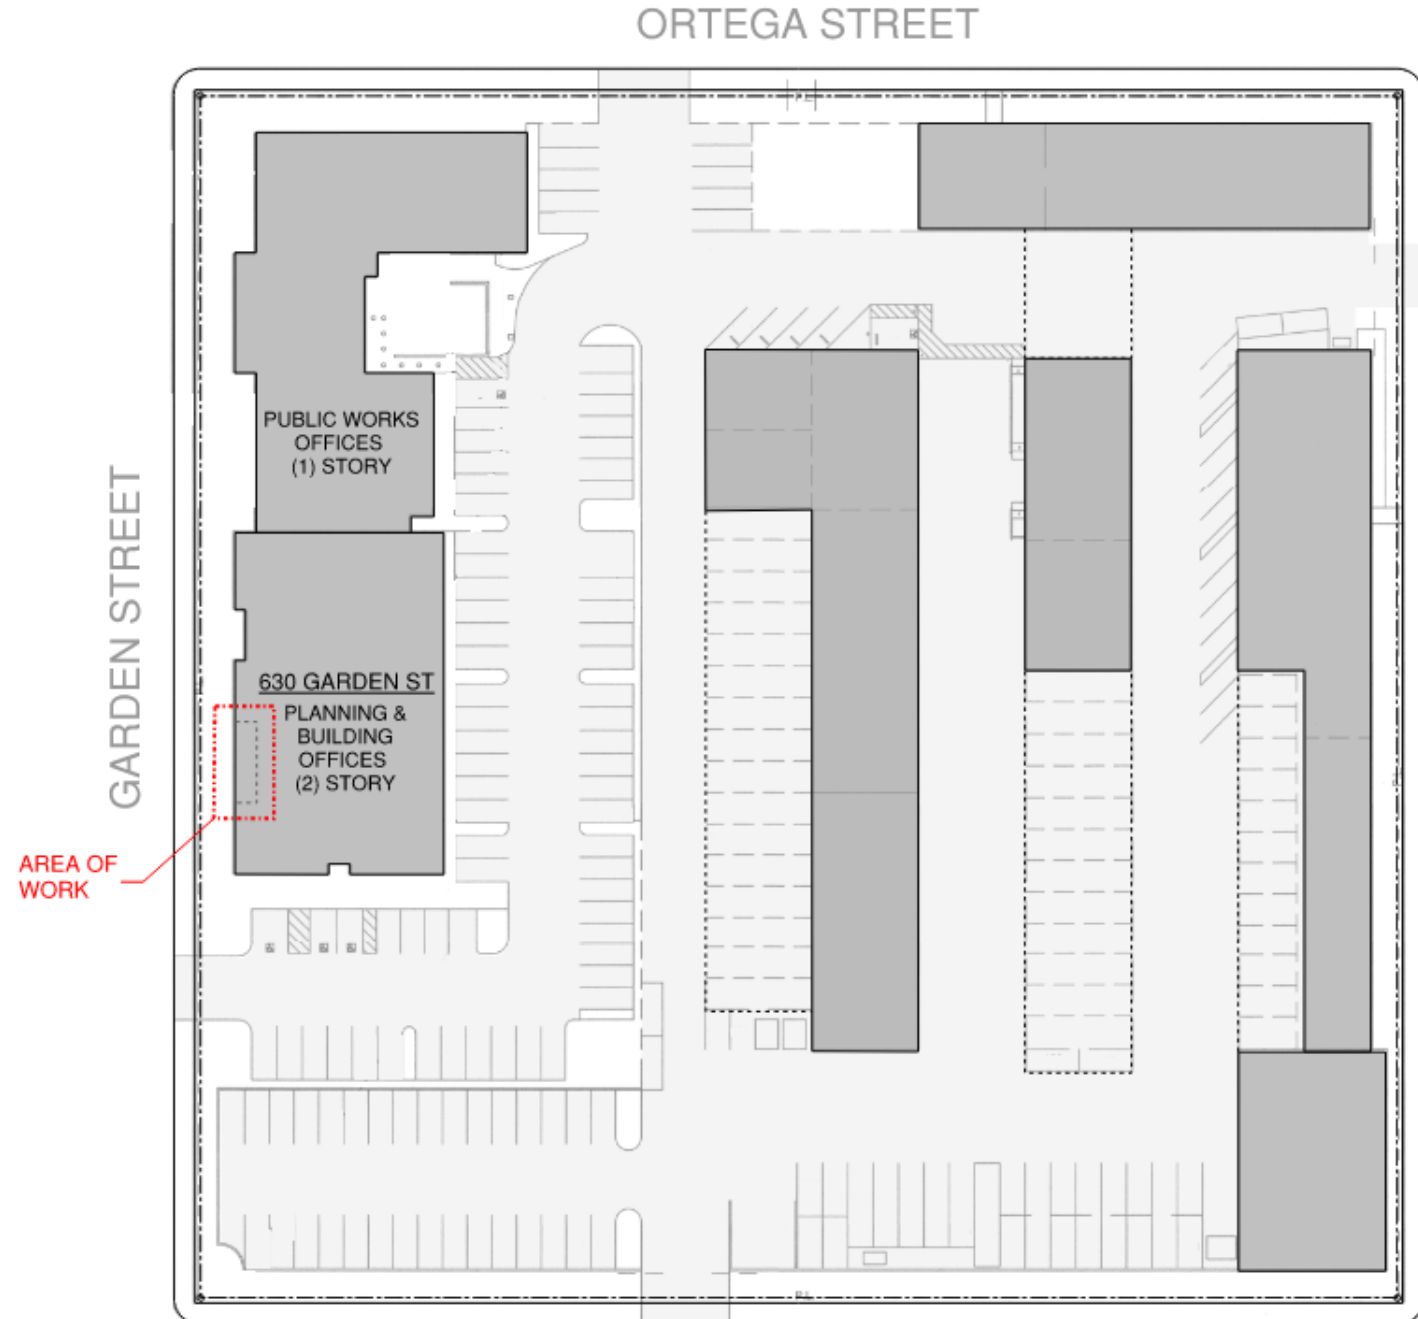 ORTEGA STREET
PUBLIC WORKS
OFFICES
(1) STORY
GARDEN STREET
630 GARDEN ST
PLANNING &
BUILDING
OFFICES
(2) STORY
AREA OF
WORK